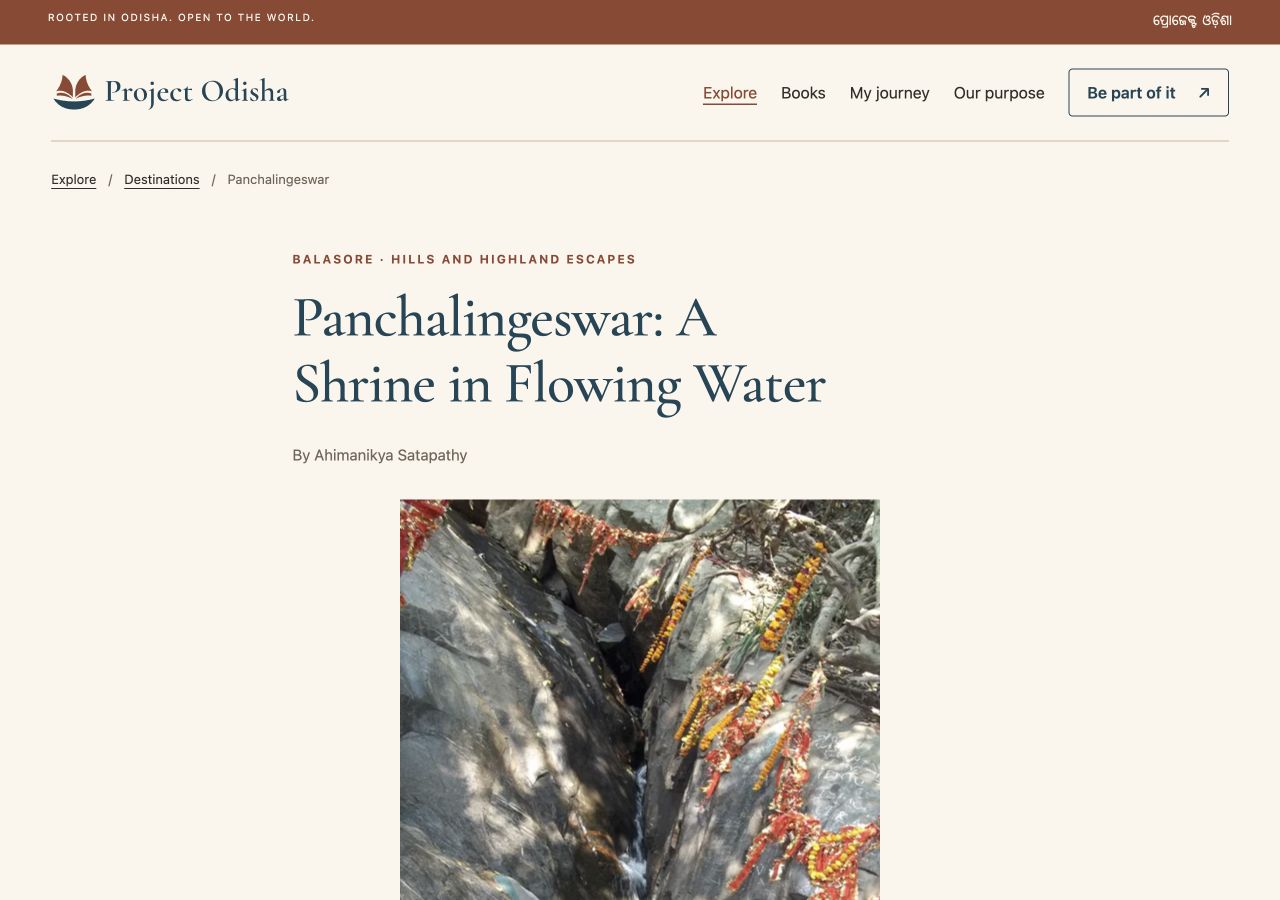 ROOTED IN ODISHA. OPEN TO THE WORLD.
ପ୍ରୋଜେକ୍ଟ ଓଡ଼ିଶା
Project Odisha
Explore
Books
My journey
Our purpose
Be part of it
Explore / Destinations / Panchalingeswar
BALASORE · HILLS AND HIGHLAND ESCAPES
Panchalingeswar: A
Shrine in Flowing Water
By Ahimanikya Satapathy